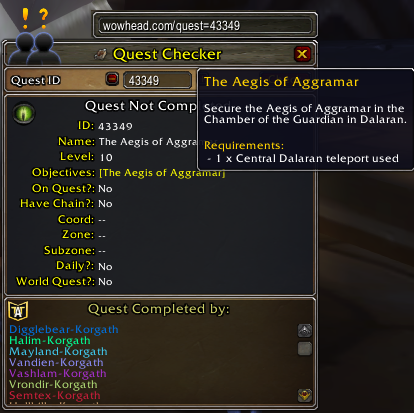 ! ?
wowhead.com/quest=43349
Quest Checker
Quest ID
43349
The Aegis of Aggramar
Secure the Aegis of Aggramar in the
Chamber of the Guardian in Dalaran.
Requirements:
- 1 x Central Dalaran teleport used
Quest Not Comp
ID: 43349
Name: The Aegis of Aggra
Level: 10
Objectives: [The Aegis of Aggramar]
On Quest?: No
Have Chain?: No
Coord: --
Zone: --
Subzone: --
Daily?: No
World Quest?: No
Quest Completed by:
Digglebear-Korgath
Halim-Korgath
Mayland-Korgath
Vandien-Korgath
Vashlam-Korgath
Vrondir-Korgath
Semtex-Korgath